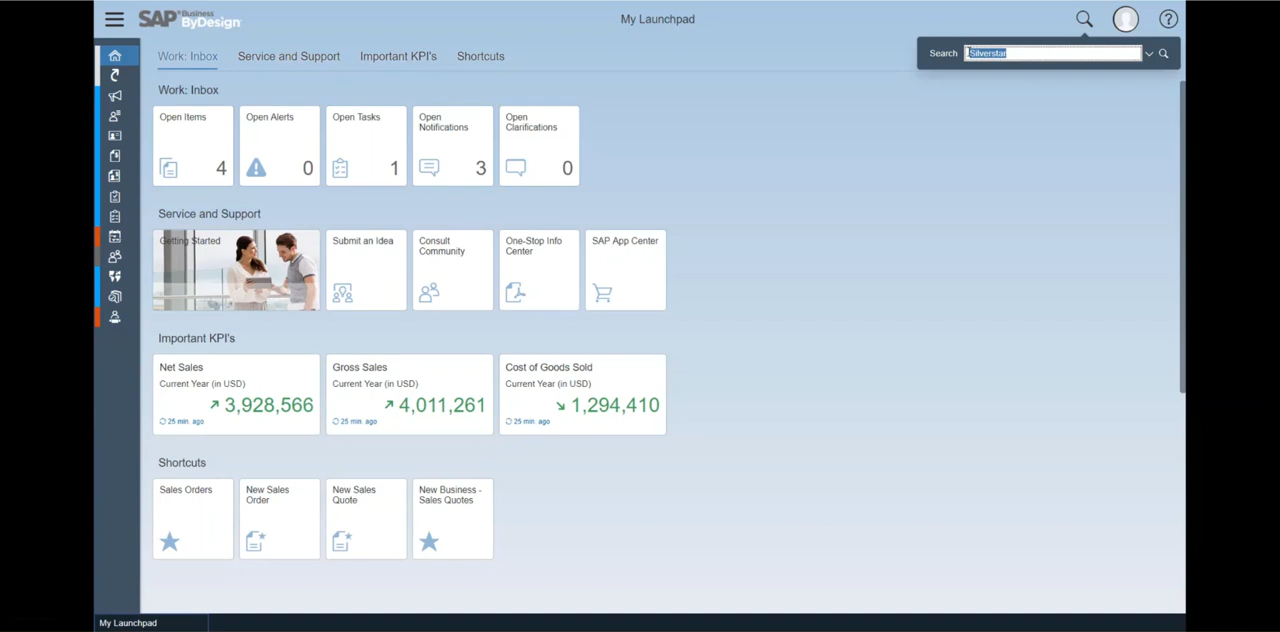 SAP Business ByDesign
My Launchpad
Work: Inbox
Service and Support
Important KPI's
Shortcuts
Search
Silverstar
Work: Inbox
Open Items
4
Open Alerts
0
Open Tasks
1
Open
Notifications
3
Open
Clarifications
0
Service and Support
Getting Started
Submit an Idea
Consult
Community
One-Stop Info
Center
SAP App Center
Important KPI's
Net Sales
Current Year (in USD)
3,928,566
25 min. ago
Gross Sales
Current Year (in USD)
4,011,261
25 min. ago
Cost of Goods Sold
Current Year (in USD)
1,294,410
25 min. ago
Shortcuts
Sales Orders
New Sales
Order
New Sales
Quote
New Business -
Sales Quotes
My Launchpad